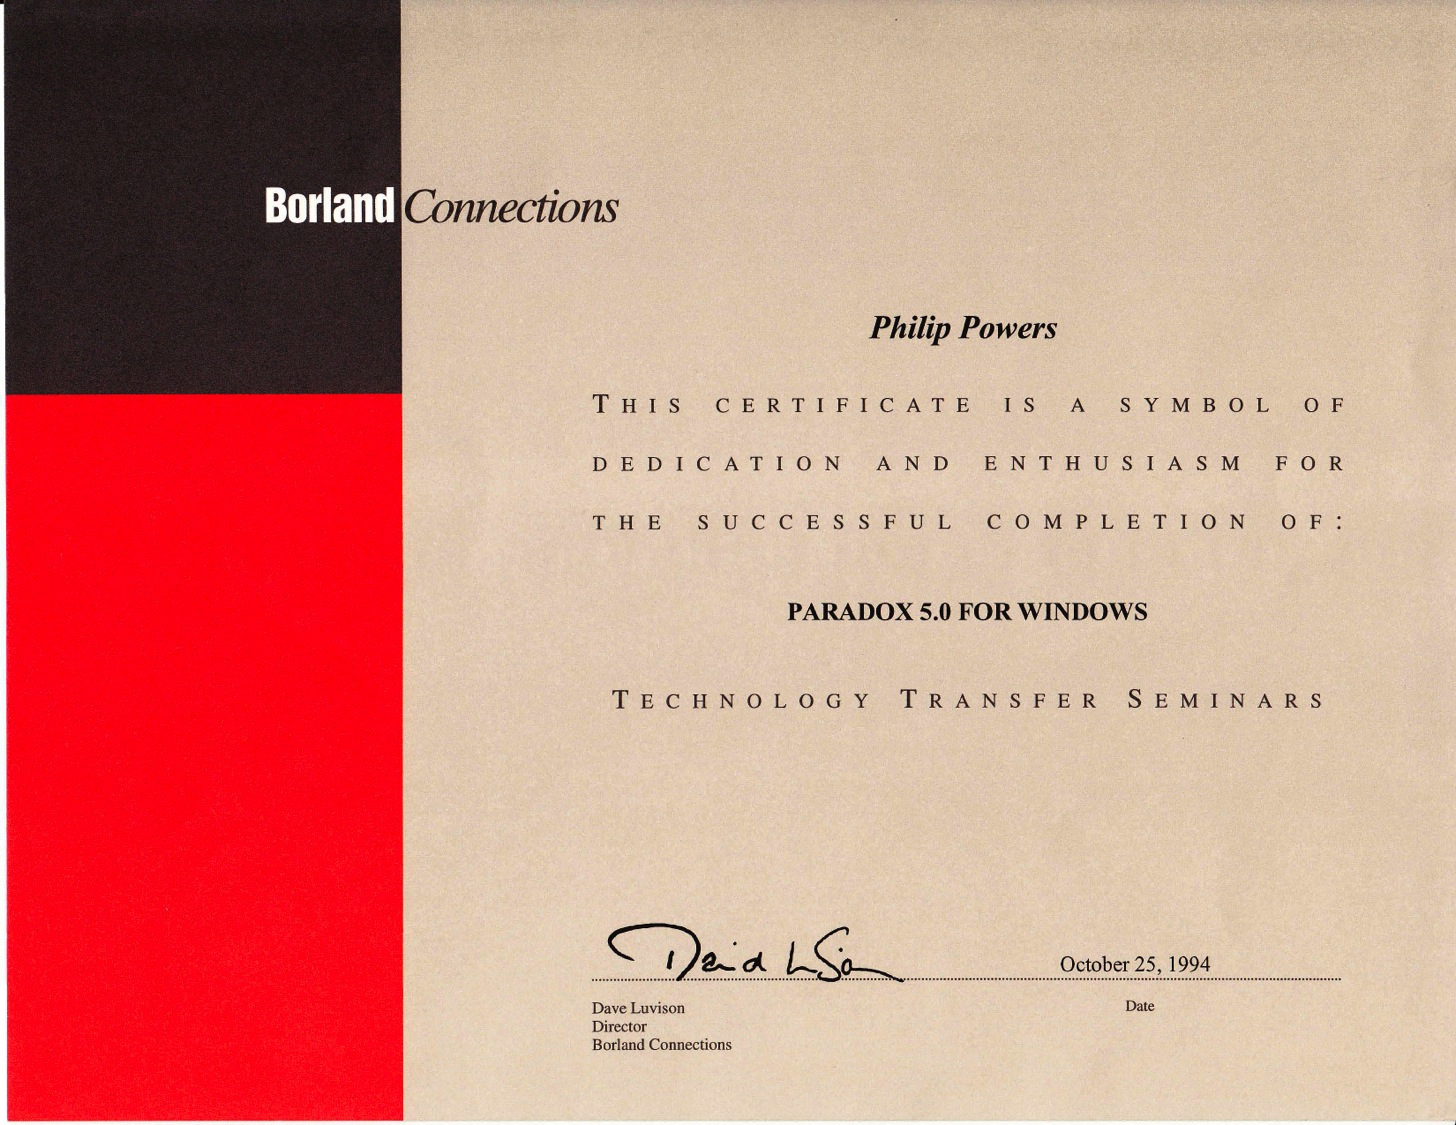 Borland Connections
Philip Powers
THIS CERTIFICATE IS A SYMBOL OF
DEDICATION AND ENTHUSIASM FOR
THE SUCCESSFUL COMPLETION OF:
PARADOX 5.0 FOR WINDOWS
TECHNOLOGY TRANSFER SEMINARS
October 25, 1994
Dave Luvison
Director
Borland Connections
Date